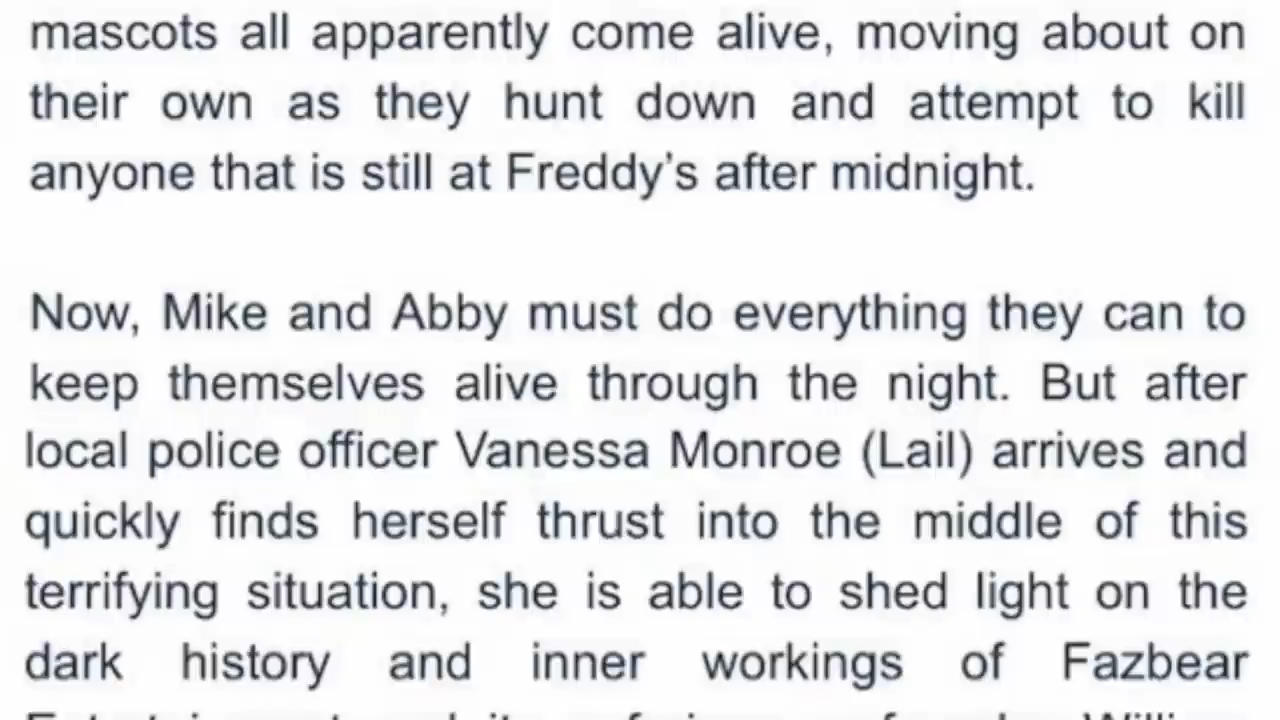 mascots all apparently come alive, moving about on
their own as they hunt down and attempt to kill
anyone that is still at Freddy's after midnight.
Now, Mike and Abby must do everything they can to
keep themselves alive through the night. But after
local police officer Vanessa Monroe (Lail) arrives and
quickly finds herself thrust into the middle of this
terrifying situation, she is able to shed light on the
dark history and inner workings of Fazbear